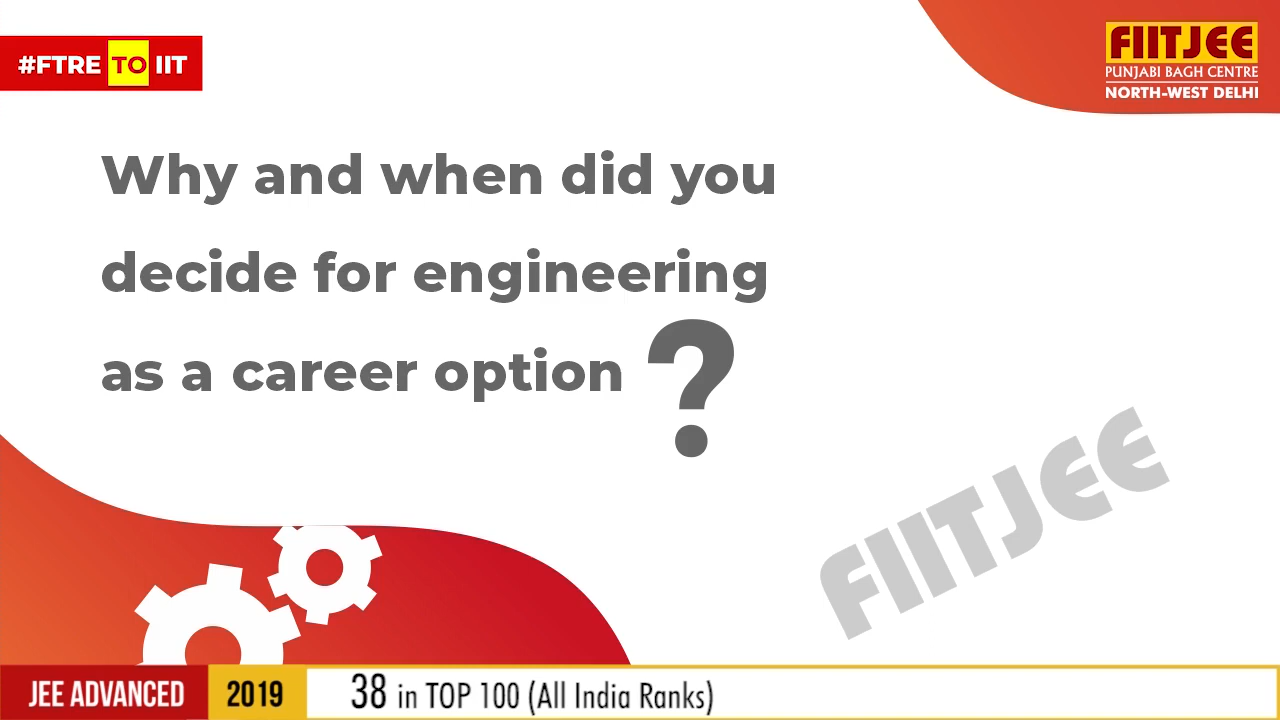 #FTRE TO IIT
FIITJEE
PUNJABI BAGH CENTRE
NORTH-WEST DELHI
Why and when did you
decide for engineering
as a career option ?
FIITJEE
JEE ADVANCED 2019 38 in TOP 100 (All India Ranks)